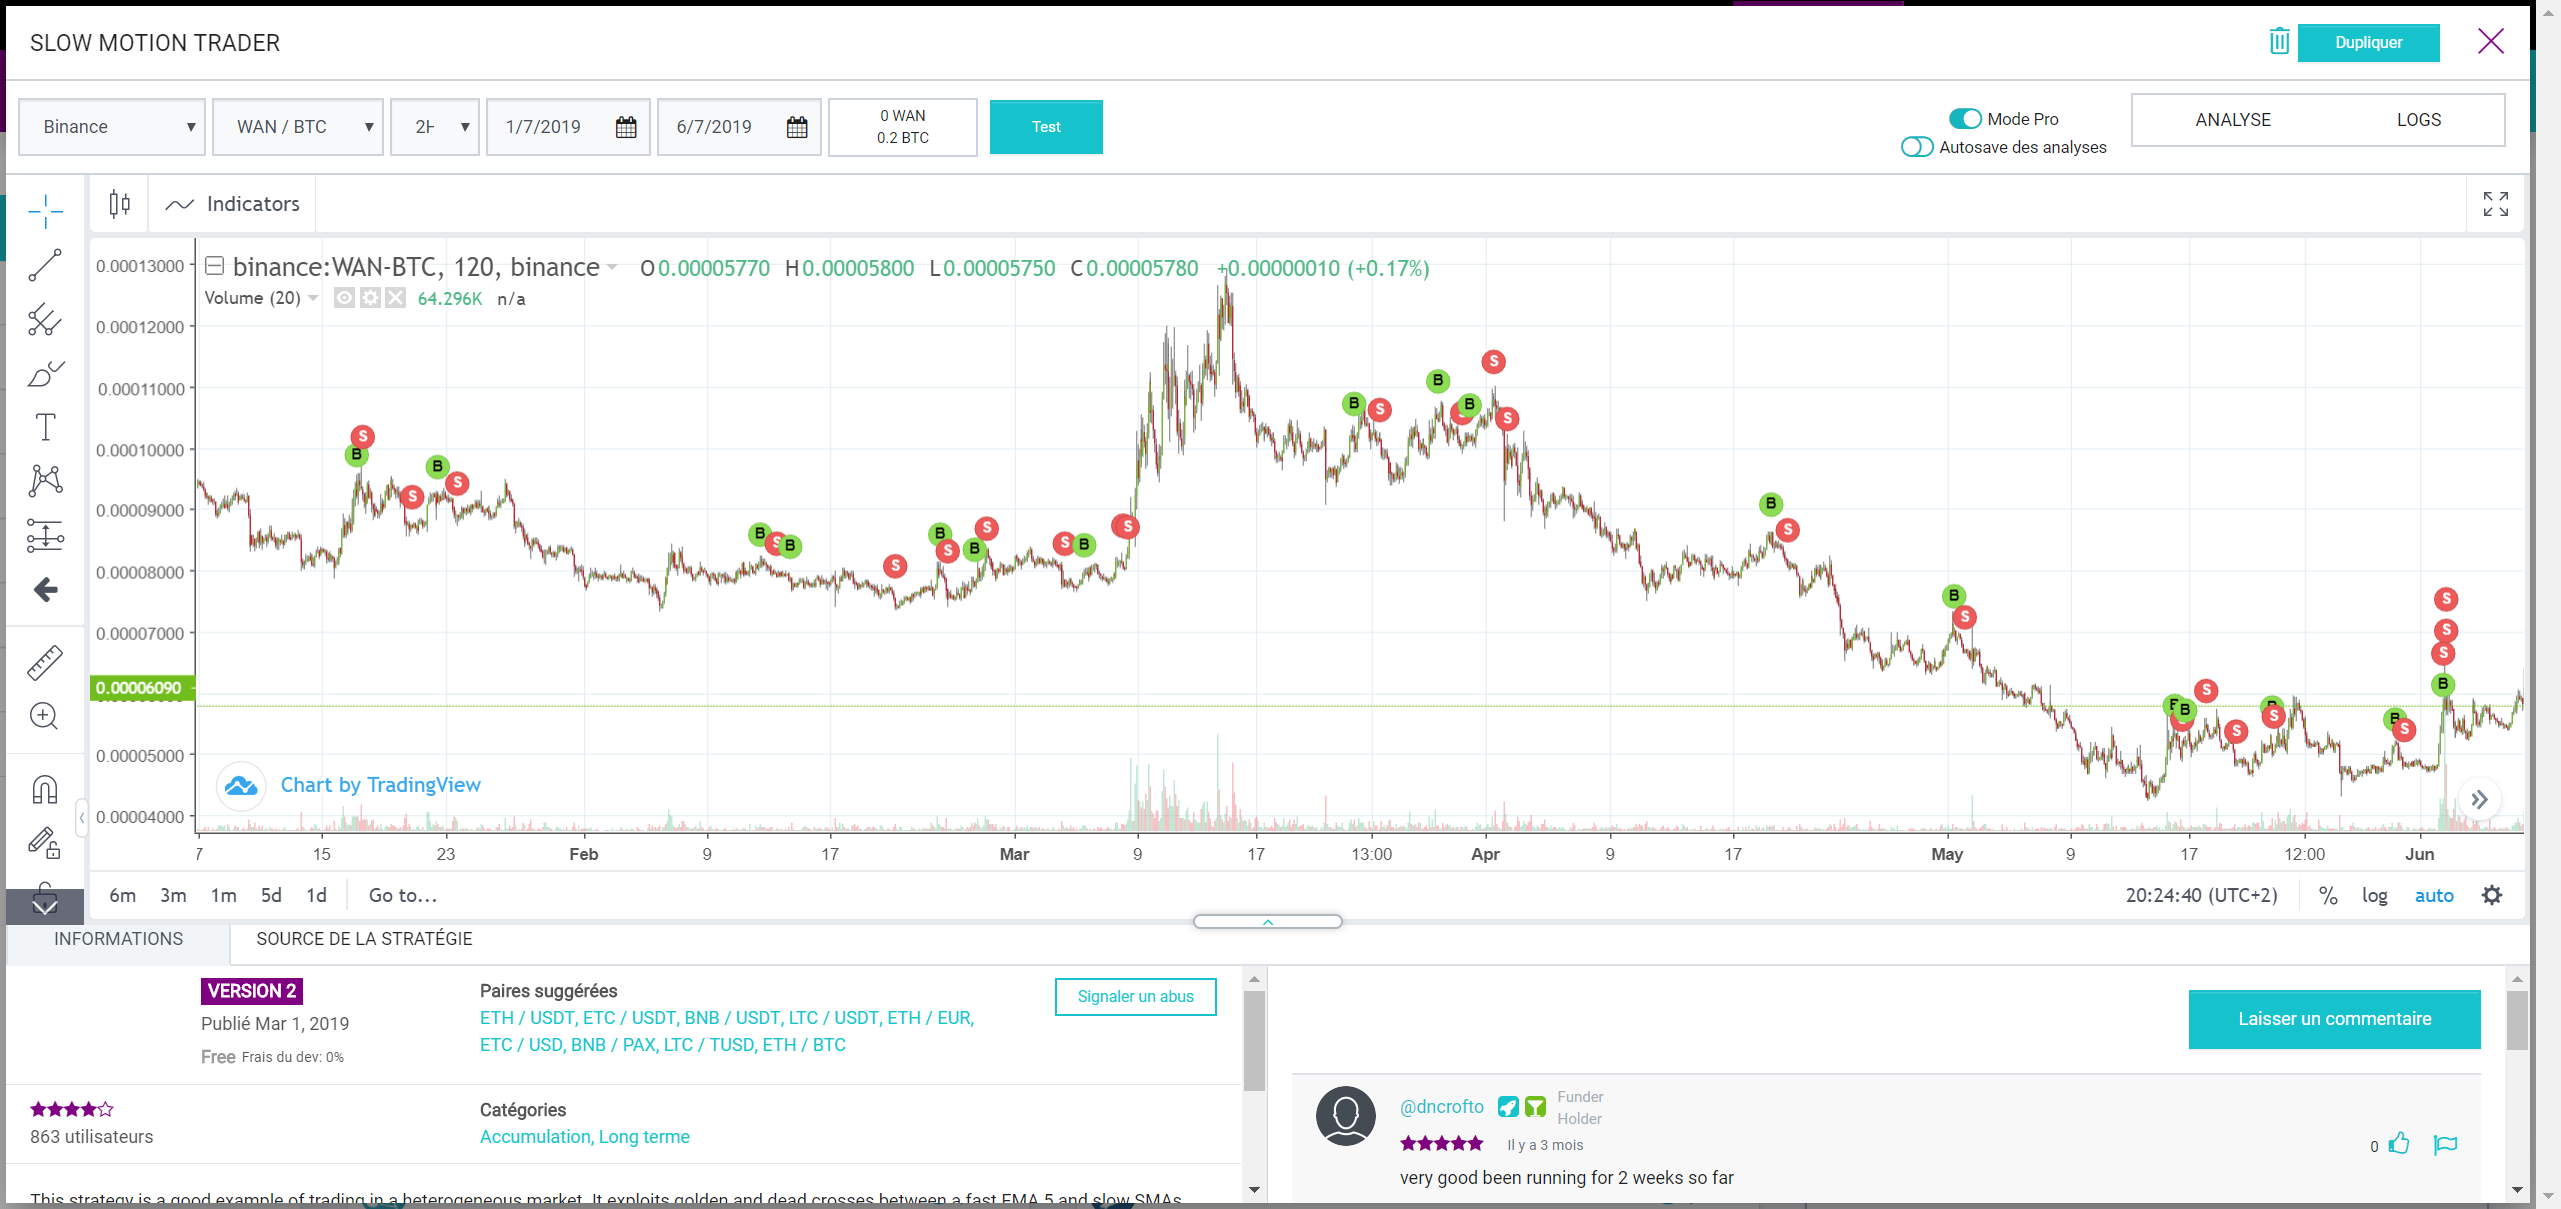 SLOW MOTION TRADER
Dupliquer
Binance
WAN / BTC
2H
1/7/2019
6/7/2019
0 WAN
0.2 BTC
Test
Mode Pro
Autosave des analyses
ANALYSE
LOGS
Indicators
binance:WAN-BTC, 120, binance O0.00005770 H0.00005800 L0.00005750 C0.00005780 +0.00000010 (+0.17%)
Volume (20) 64.296K n/a
0.00013000
0.00012000
0.00011000
0.00010000
0.00009000
0.00008000
0.00007000
0.00006090
0.00005000
0.00004000
S
B
S
B
S
B
S
B
S
B
S
S
B
S
B
S
B
S
B
S
B
B
S
S
B
S
B
S
B
B
S
S
S
B
S
S
S
S
B
Chart by TradingView
7 15 23 Feb 9 17 Mar 9 17 13:00 Apr 9 17 May 9 17 12:00 Jun
6m 3m 1m 5d 1d Go to...
20:24:40 (UTC+2) % log auto
INFORMATIONS
SOURCE DE LA STRATÉGIE
VERSION 2
Publié Mar 1, 2019
Free Frais du dev: 0%
Paires suggérées
ETH / USDT, ETC / USDT, BNB / USDT, LTC / USDT, ETH / EUR,
ETC / USD, BNB / PAX, LTC / TUSD, ETH / BTC
Signaler un abus
863 utilisateurs
Catégories
Accumulation, Long terme
This strategy is a good example of trading in a heterogeneous market. It exploits golden and dead crosses between a fast EMA 5 and slow SMAs
Laisser un commentaire
@dncrofto
Funder
Holder
Il y a 3 mois
0
very good been running for 2 weeks so far